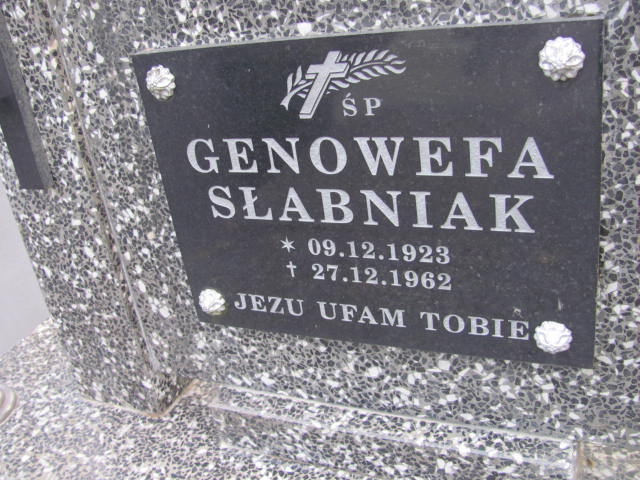 ŚP
GENOWEFA
SŁABNIAK
* 09.12.1923
† 27.12.1962
JEZU UFAM TOBIE